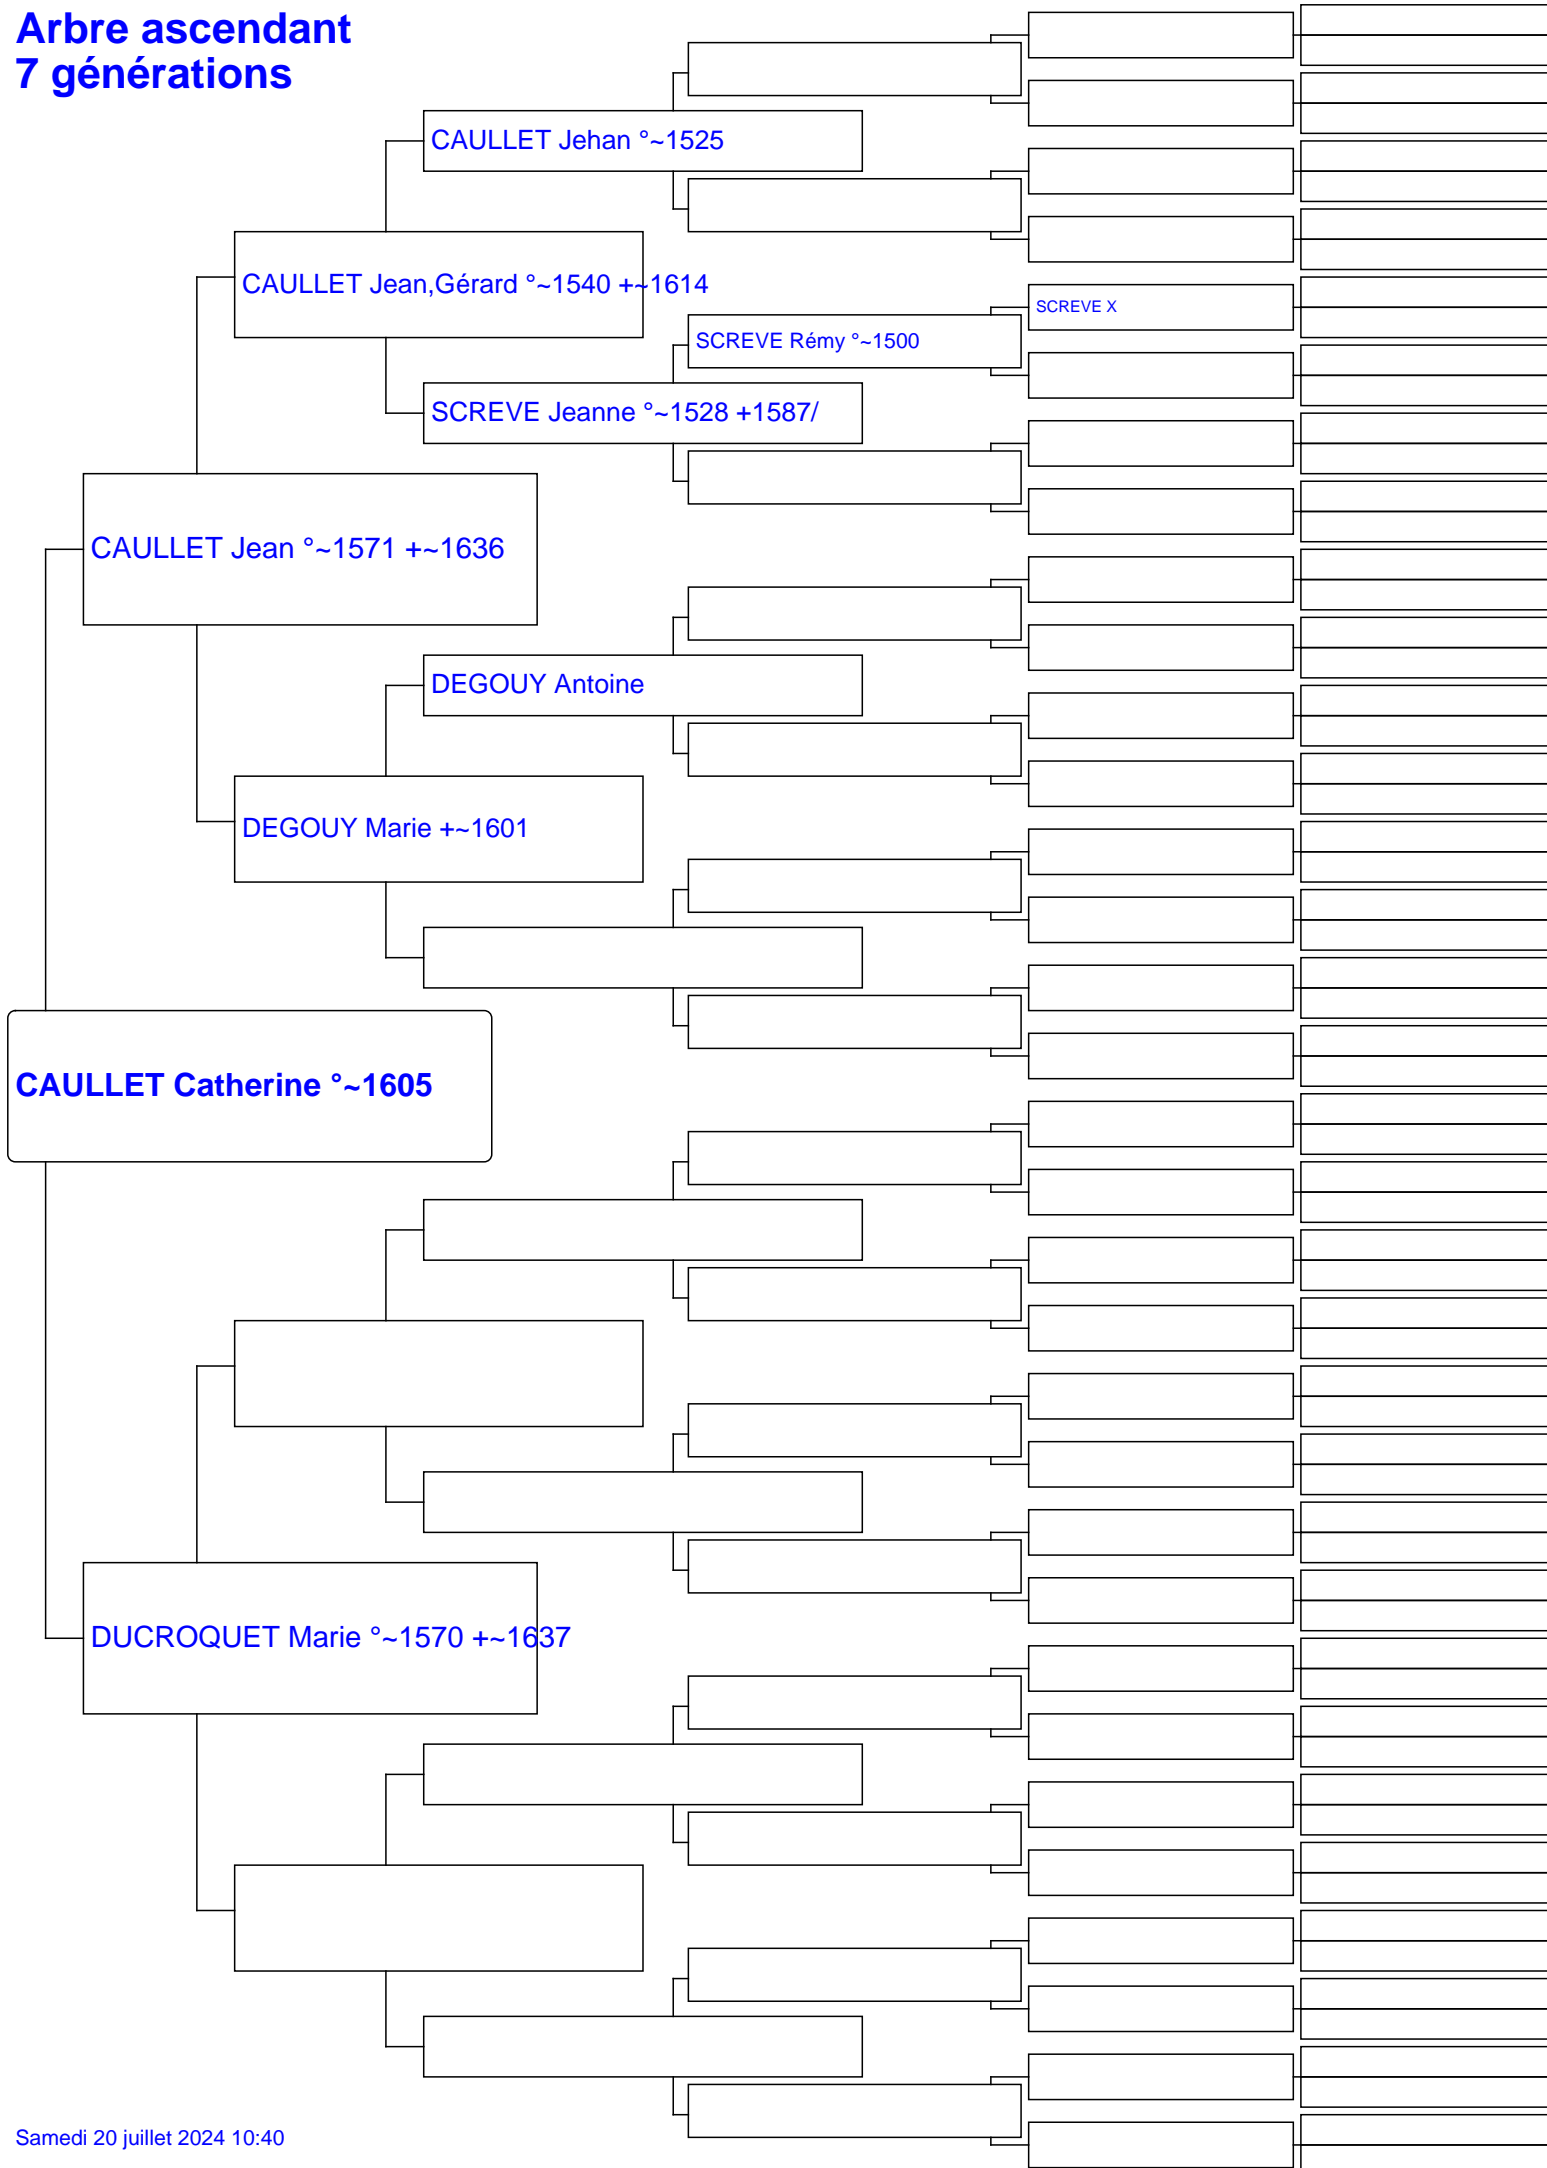 Arbre ascendant
7 générations
CAULLET Jehan °~1525
CAULLET Jean,Gérard °~1540 +~1614
SCREVE X
SCREVE Rémy °~1500
SCREVE Jeanne °~1528 +1587/
CAULLET Jean °~1571 +~1636
DEGOUY Antoine
DEGOUY Marie +~1601
CAULLET Catherine °~1605
DUCROQUET Marie °~1570 +~1637
Samedi 20 juillet 2024 10:40